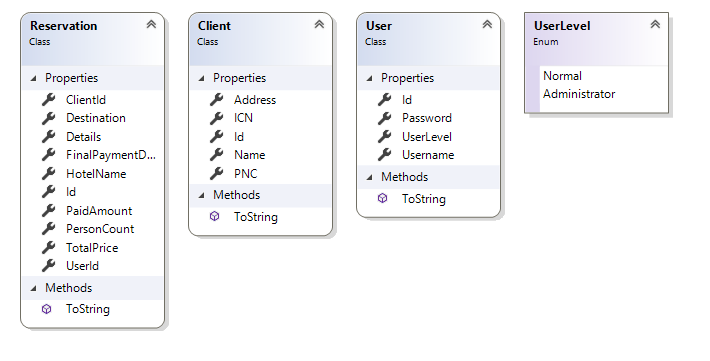 Reservation
Class
Properties
ClientId
Destination
Details
FinalPaymentD...
HotelName
Id
PaidAmount
PersonCount
TotalPrice
UserId
Methods
ToString
Client
Class
Properties
Address
ICN
Id
Name
PNC
Methods
ToString
User
Class
Properties
Id
Password
UserLevel
Username
Methods
ToString
UserLevel
Enum
Normal
Administrator